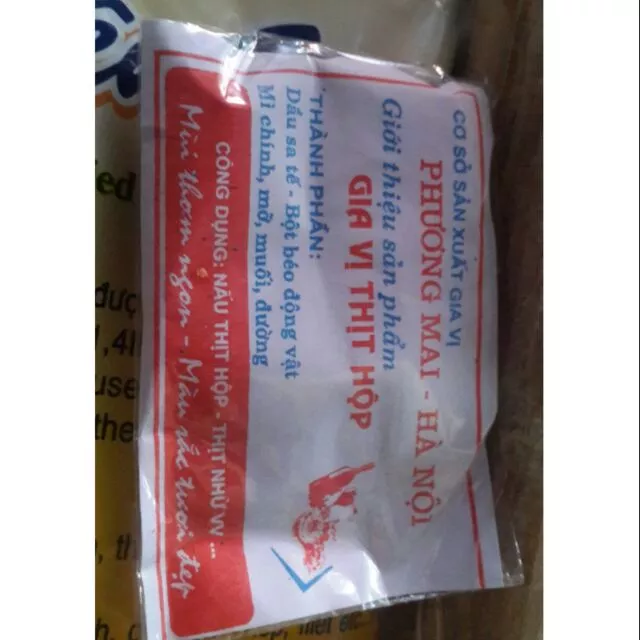 CƠ SỞ SẢN XUẤT GIA VỊ
PHƯƠNG MAI - HÀ NỘI
Giới thiệu sản phẩm
GIA VỊ THỊT HỘP
THÀNH PHẦN:
Dầu sa tế - Bột béo động vật
Mì chính, mỡ, muối, đường
CÔNG DỤNG: NẤU THỊT HỘP - THỊT NHỪ VV ...
Mùi thơm ngon - Màu sắc tươi đẹp
use
the